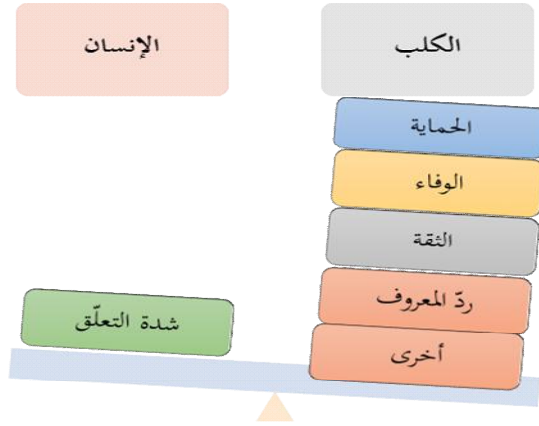 الكلب
الإنسان
الحماية
الوفاء
الثقة
ردّ المعروف
أخرى
شدة التعلّق